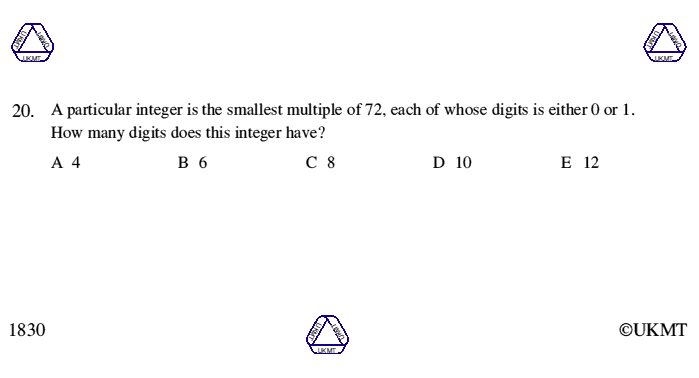 UKMT UKMT UKMT UKMT UKMT UKMT
20. A particular integer is the smallest multiple of 72, each of whose digits is either 0 or 1.
How many digits does this integer have?
A 4 B 6 C 8 D 10 E 12
1830 UKMT UKMT UKMT ©UKMT